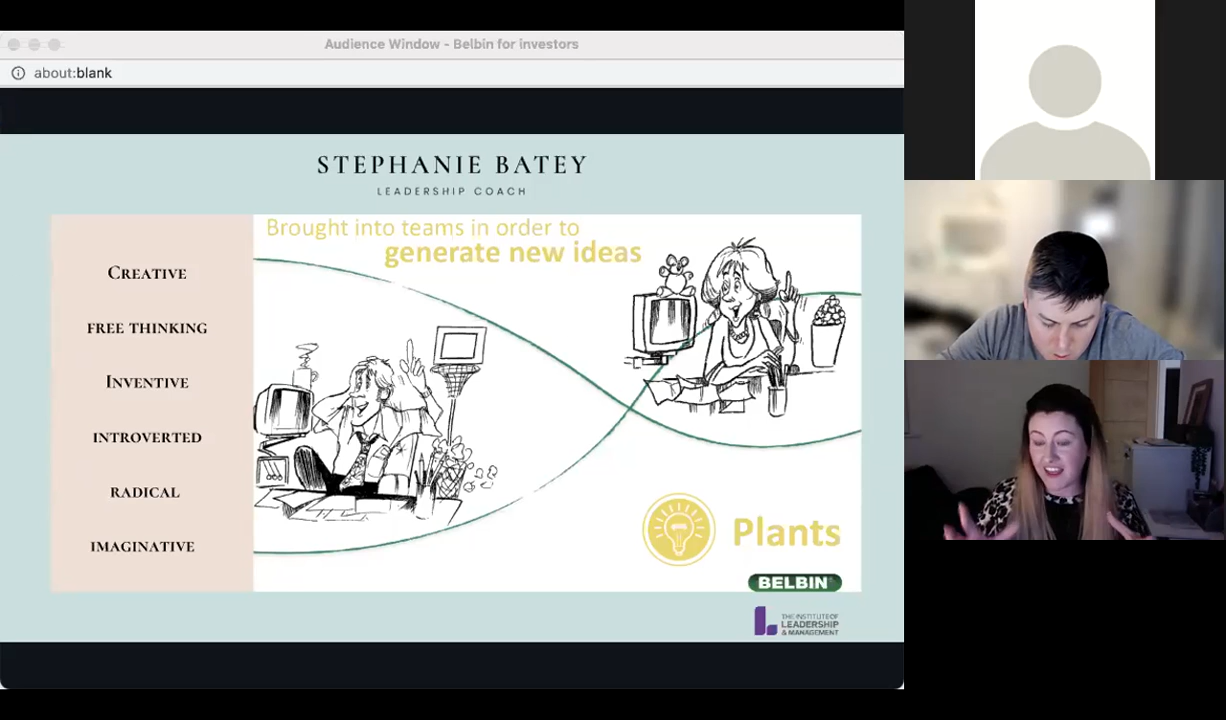 Audience Window - Belbin for investors
about:blank
STEPHANIE BATEY
LEADERSHIP COACH
Brought into teams in order to
generate new ideas
CREATIVE
FREE THINKING
INVENTIVE
INTROVERTED
RADICAL
IMAGINATIVE
Plants
BELBIN
THE INSTITUTE OF
LEADERSHIP
& MANAGEMENT